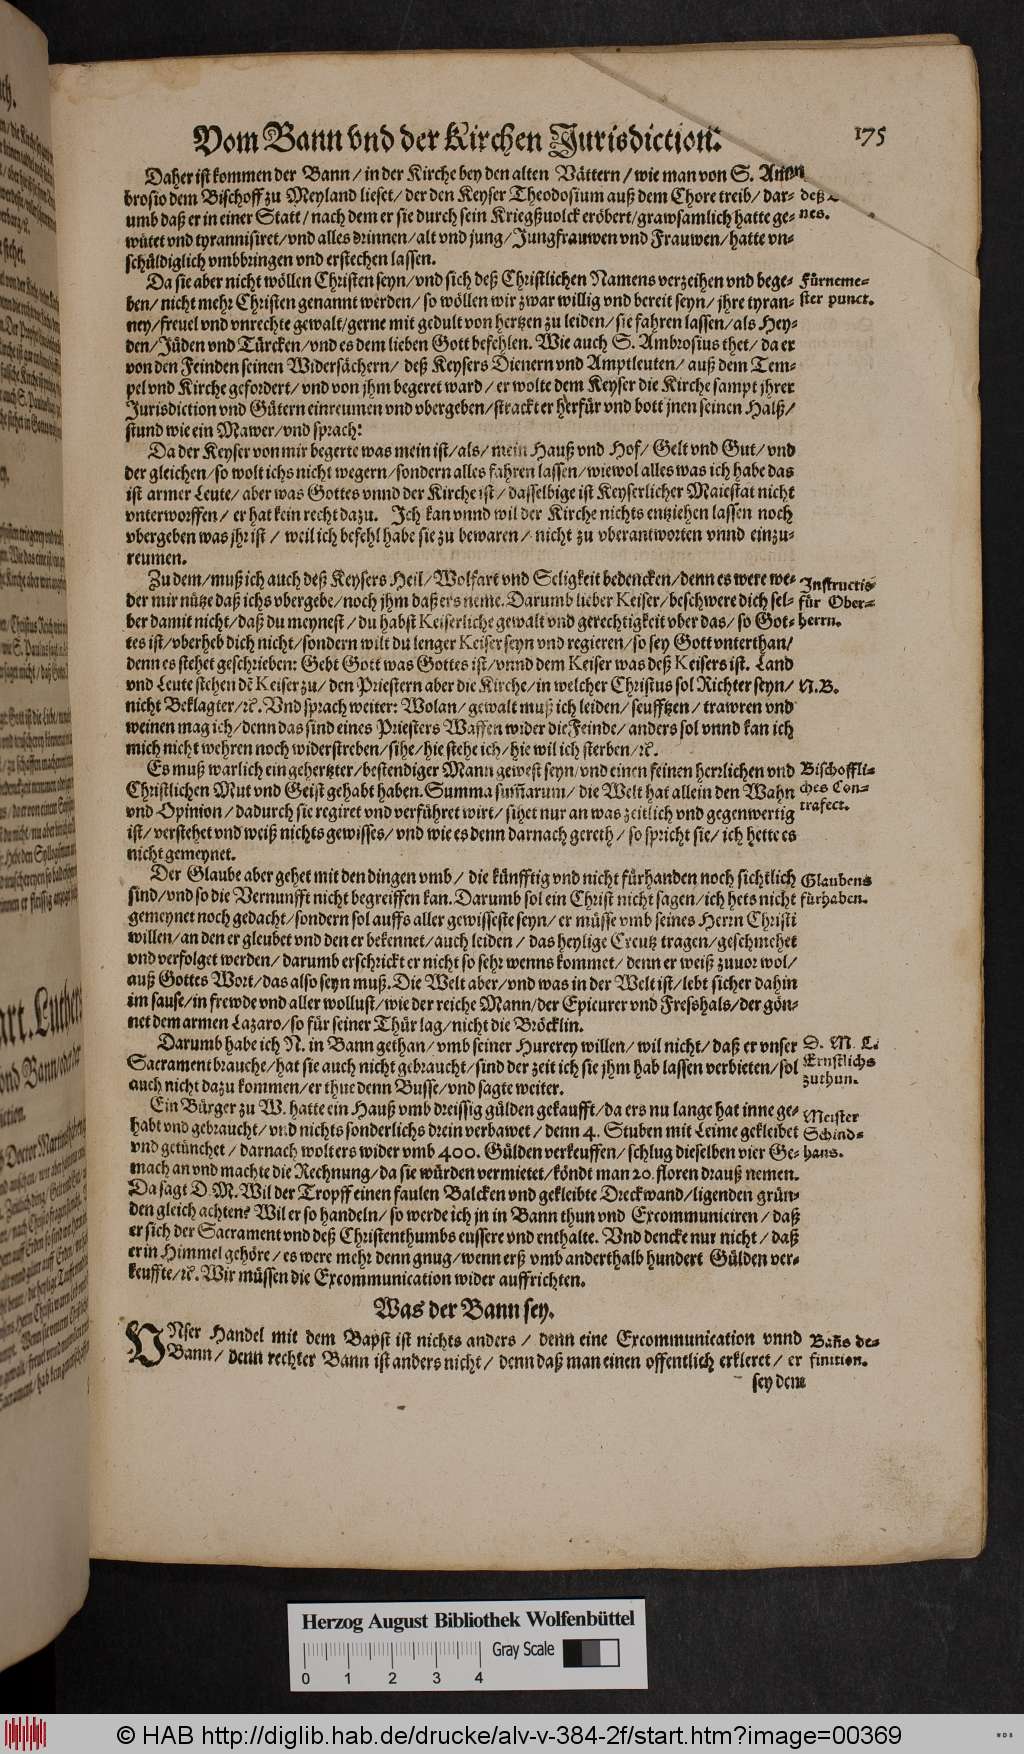 Vom Bann vnd der Kirchen Jurisdiction.
175
Daher ist kommen der Bann / in der Kirche bey den alten Vättern / wie man von S. Am-
brosio dem Bischoff zu Meyland lieset / der den Keyser Theodosium auß dem Chore treib / dar-
umb daß er in einer Statt / nach dem er sie durch sein Kriegßuolck eröbert / grawsamlich hatte ge-
wütet vnd tyrannisiret / vnd alles drinnen / alt vnd jung / Jungfrauwen vnd Frauwen / hatte vn-
schüldiglich vmbbringen vnd erstechen lassen.
Da sie aber nicht wöllen Christen seyn / vnd sich deß Christlichen Namens verzeihen vnd bege-
ben / nicht mehr Christen genannt werden / so wöllen wir zwar willig vnd bereit seyn / jhre tyran-
ney / freuel vnd vnrechte gewalt / gerne mit gedult von hertzen zu leiden / sie fahren lassen / als Hey-
den / Jüden vnd Türcken / vnd es dem lieben Gott befehlen. Wie auch S. Ambrosius thet / da er
von den Feinden seinen Widersächern / deß Keysers Dienern vnd Amptleuten / auß dem Tem-
pel vnd Kirche gefordert / vnd von jhm begeret ward / er wolte dem Keyser die Kirche sampt jhrer
Jurisdiction vnd Gütern einreumen vnd vbergeben / strackt er herfür vnd bott jnen seinen Halß /
stund wie ein Mawer / vnd sprach:
Da der Keyser von mir begerte was mein ist / als / mein Hauß vnd Hof / Gelt vnd Gut / vnd
der gleichen / so wolt ichs nicht wegern / sondern alles fahren lassen / wiewol alles was ich habe das
ist armer Leute / aber was Gottes vnnd der Kirche ist / dasselbige ist Keyserlicher Maiestat nicht
vnterworffen / er hat kein recht dazu. Ich kan vnnd wil der Kirche nichts entziehen lassen noch
vbergeben was jhr ist / weil ich befehl habe sie zu bewaren / nicht zu vberantworten vnnd einzu-
reumen.
Zu dem / muß ich auch deß Keysers Heil / Wolfart vnd Seligkeit bedencken / denn es were we-
der mir nütze daß ichs vbergebe / noch jhm daß ers neme. Darumb lieber Keiser / beschwere dich sel-
ber damit nicht / daß du meynest / du habst Keiserliche gewalt vnd gerechtigkeit vber das / so Got-
tes ist / vberheb dich nicht / sondern wilt du lenger Keiser seyn vnd regieren / so sey Gott vnterthan /
denn es stehet geschrieben: Gebt Gott was Gottes ist / vnnd dem Keiser was deß Keisers ist. Land
vnd Leute stehen dē Keiser zu / den Priestern aber die Kirche / in welcher Christus sol Richter seyn /
nicht Beklagter / ꝛc. Vnd sprach weiter: Wolan / gewalt muß ich leiden / seufftzen / trawren vnd
weinen mag ich / denn das sind eines Priesters Waffen wider die Feinde / anders sol vnnd kan ich
mich nicht wehren noch widerstreben / sihe / hie stehe ich / hie wil ich sterben / ꝛc.
Es muß warlich ein gehertzter / bestendiger Mann gewest seyn / vnd einen feinen herrlichen vnd
Christlichen Mut vnd Geist gehabt haben. Summa sum̄arum / die Welt hat allein den Wahn
vnd Opinion / dadurch sie regiret vnd verführet wirt / sihet nur an was zeitlich vnd gegenwertig
ist / verstehet vnd weiß nichts gewisses / vnd wie es denn darnach gereth / so spricht sie / ich hette es
nicht gemeynet.
Der Glaube aber gehet mit den dingen vmb / die künfftig vnd nicht fürhanden noch sichtlich
sind / vnd so die Vernunfft nicht begreiffen kan. Darumb sol ein Christ nicht sagen / ich hets nicht
gemeynet noch gedacht / sondern sol auffs aller gewisseste seyn / er müsse vmb seines Herrn Christi
willen / an den er gleubet vnd den er bekennet / auch leiden / das heylige Creutz tragen / geschmehet
vnd verfolget werden / darumb erschrickt er nicht so sehr wenns kommet / denn er weiß zuuor wol /
auß Gottes Wort / das also seyn muß. Die Welt aber / vnd was in der Welt ist / lebt sicher dahin
im sause / in frewde vnd aller wollust / wie der reiche Mann / der Epicurer vnd Freßhals / der gön-
net dem armen Lazaro / so für seiner Thür lag / nicht die Bröcklin.
Darumb habe ich N. in Bann gethan / vmb seiner Hurerey willen / wil nicht / daß er vnser
Sacrament brauche / hat sie auch nicht gebraucht / sind der zeit ich sie jhm hab lassen verbieten / sol
auch nicht dazu kommen / er thue denn Busse / vnd sagte weiter.
Ein Bürger zu W. hatte ein Hauß vmb dreissig gülden gekaufft / da ers nu lange hat inne ge-
habt vnd gebraucht / vnd nichts sonderlichs drein verbawet / denn 4. Stuben mit Leime gekleibet
vnd getünchet / darnach wolters wider vmb 400. Gülden verkeuffen / schlug dieselben vier Ge-
mach an vnd machte die Rechnung / da sie würden vermietet / köndt man 20. floren drauß nemen.
Da sagt D. M. Wil der Tropff einen faulen Balcken vnd gekleibte Dreckwand / ligenden grün-
den gleich achten? Wil er so handeln / so werde ich jn in Bann thun vnd Excommuniciren / daß
er sich der Sacrament vnd deß Christenthumbs eussere vnd enthalte. Vnd dencke nur nicht / daß
er in Himmel gehöre / es were mehr denn gnug / wenn erß vmb anderthalb hundert Gülden ver-
keuffte / ꝛc. Wir müssen die Excommunication wider auffrichten.
Was der Bann sey.
VNser Handel mit dem Bapst ist nichts anders / denn eine Excommunication vnnd
Bann / denn rechter Bann ist anders nicht / denn daß man einen offentlich erkleret / er
sey dem
deß
nes.
Fürneme-
ster punct.
Instructio
für Ober-
herrn.
N.B.
Bischoffli-
ches Con-
trafect.
Glaubens
fürhaben.
D. M. L.
Ernstlichs
zuthun.
Meister
Schind-
hans.
Bañs de-
finition.
Herzog August Bibliothek Wolfenbüttel
Gray Scale
0 1 2 3 4
© HAB http://diglib.hab.de/drucke/alv-v-384-2f/start.htm?image=00369